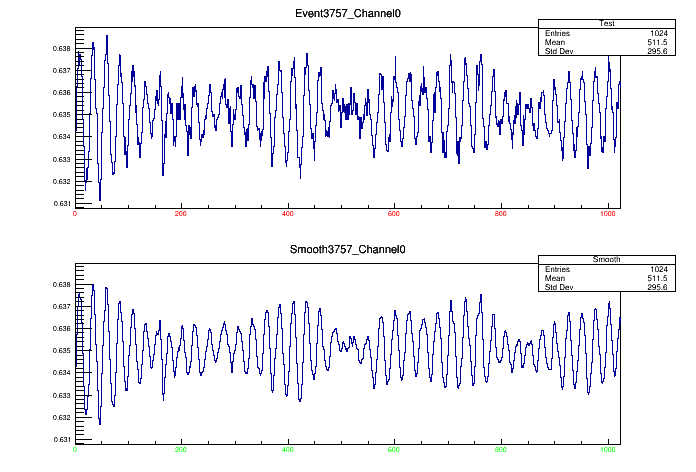 Event3757_Channel0
Test
Entries 1024
Mean 511.5
Std Dev 295.6
0.638
0.637
0.636
0.635
0.634
0.633
0.632
0.631
0 200 400 600 800 1000
Smooth3757_Channel0
Smooth
Entries 1024
Mean 511.5
Std Dev 295.6
0.638
0.637
0.636
0.635
0.634
0.633
0.632
0.631
0 200 400 600 800 1000